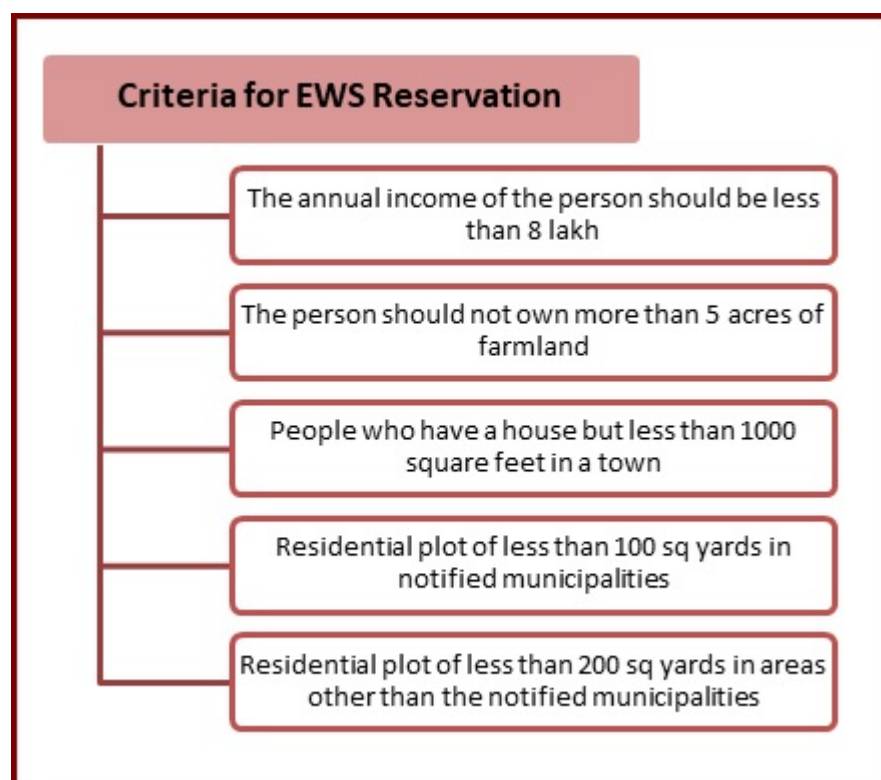 Criteria for EWS Reservation
The annual income of the person should be less
than 8 lakh
The person should not own more than 5 acres of
farmland
People who have a house but less than 1000
square feet in a town
Residential plot of less than 100 sq yards in
notified municipalities
Residential plot of less than 200 sq yards in areas
other than the notified municipalities